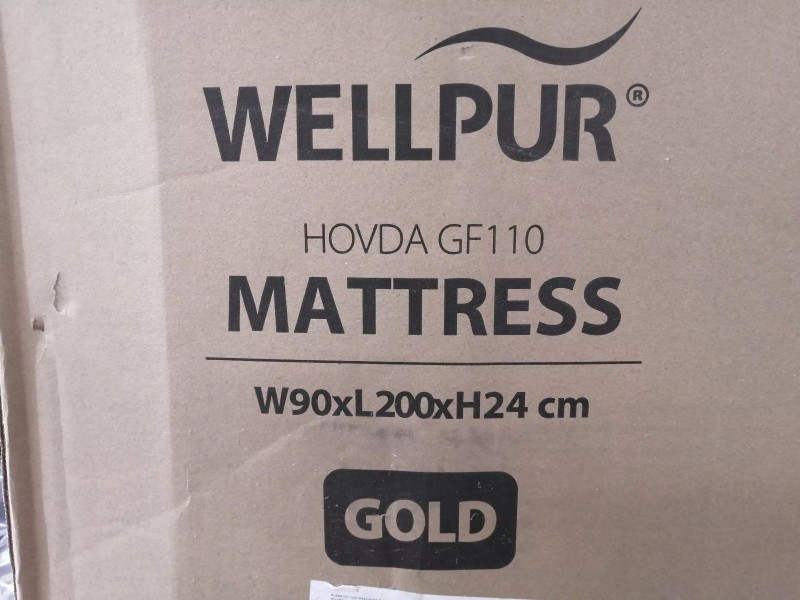 WELLPUR®
HOVDA GF110
MATTRESS
W90xL200xH24 cm
GOLD